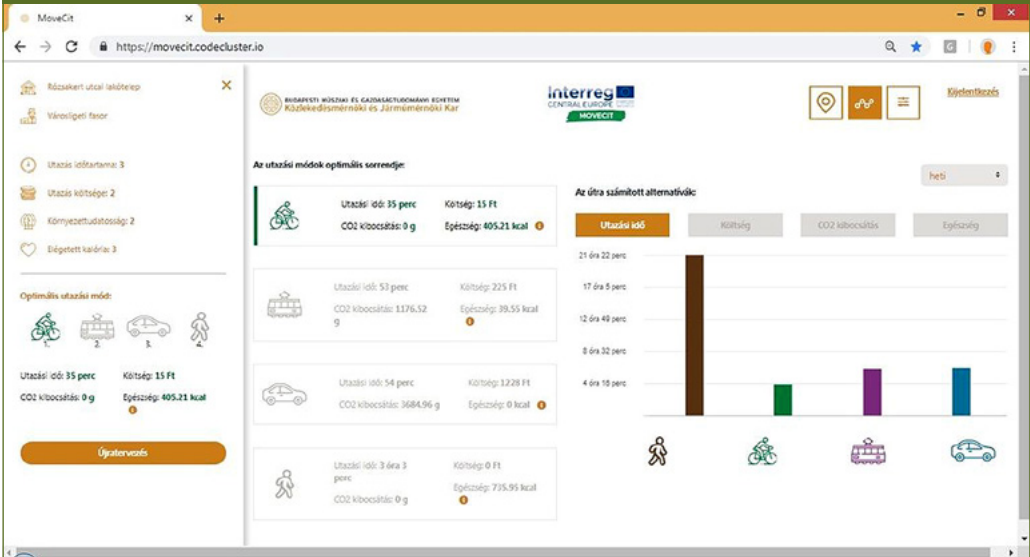 MoveCit
https://movecit.codecluster.io
Rózsakert utcai lakótelep
Városligeti fasor
Utazás időtartama: 3
Utazás költsége: 2
Környezettudatosság: 2
Elégetett kalória: 3
Optimális utazási mód:
1.
2.
3.
4.
Utazási idő: 35 perc
Költség: 15 Ft
CO2 kibocsátás: 0 g
Egészség: 405.21 kcal
Újratervezés
BUDAPESTI MŰSZAKI ÉS GAZDASÁGTUDOMÁNYI EGYETEM
Közlekedésmérnöki és Járműmérnöki Kar
Interreg
CENTRAL EUROPE
MOVECIT
Kijelentkezés
Az utazási módok optimális sorrendje:
Utazási idő: 35 perc
Költség: 15 Ft
CO2 kibocsátás: 0 g
Egészség: 405.21 kcal
Utazási idő: 53 perc
Költség: 225 Ft
CO2 kibocsátás: 1176.52
g
Egészség: 39.55 kcal
Utazási idő: 54 perc
Költség: 1228 Ft
CO2 kibocsátás: 3684.96 g
Egészség: 0 kcal
Utazási idő: 3 óra 3
perc
Költség: 0 Ft
CO2 kibocsátás: 0 g
Egészség: 735.95 kcal
heti
Az útra számított alternatívák:
Utazási idő
Költség
CO2 kibocsátás
Egészség
21 óra 22 perc
17 óra 5 perc
12 óra 49 perc
8 óra 32 perc
4 óra 16 perc